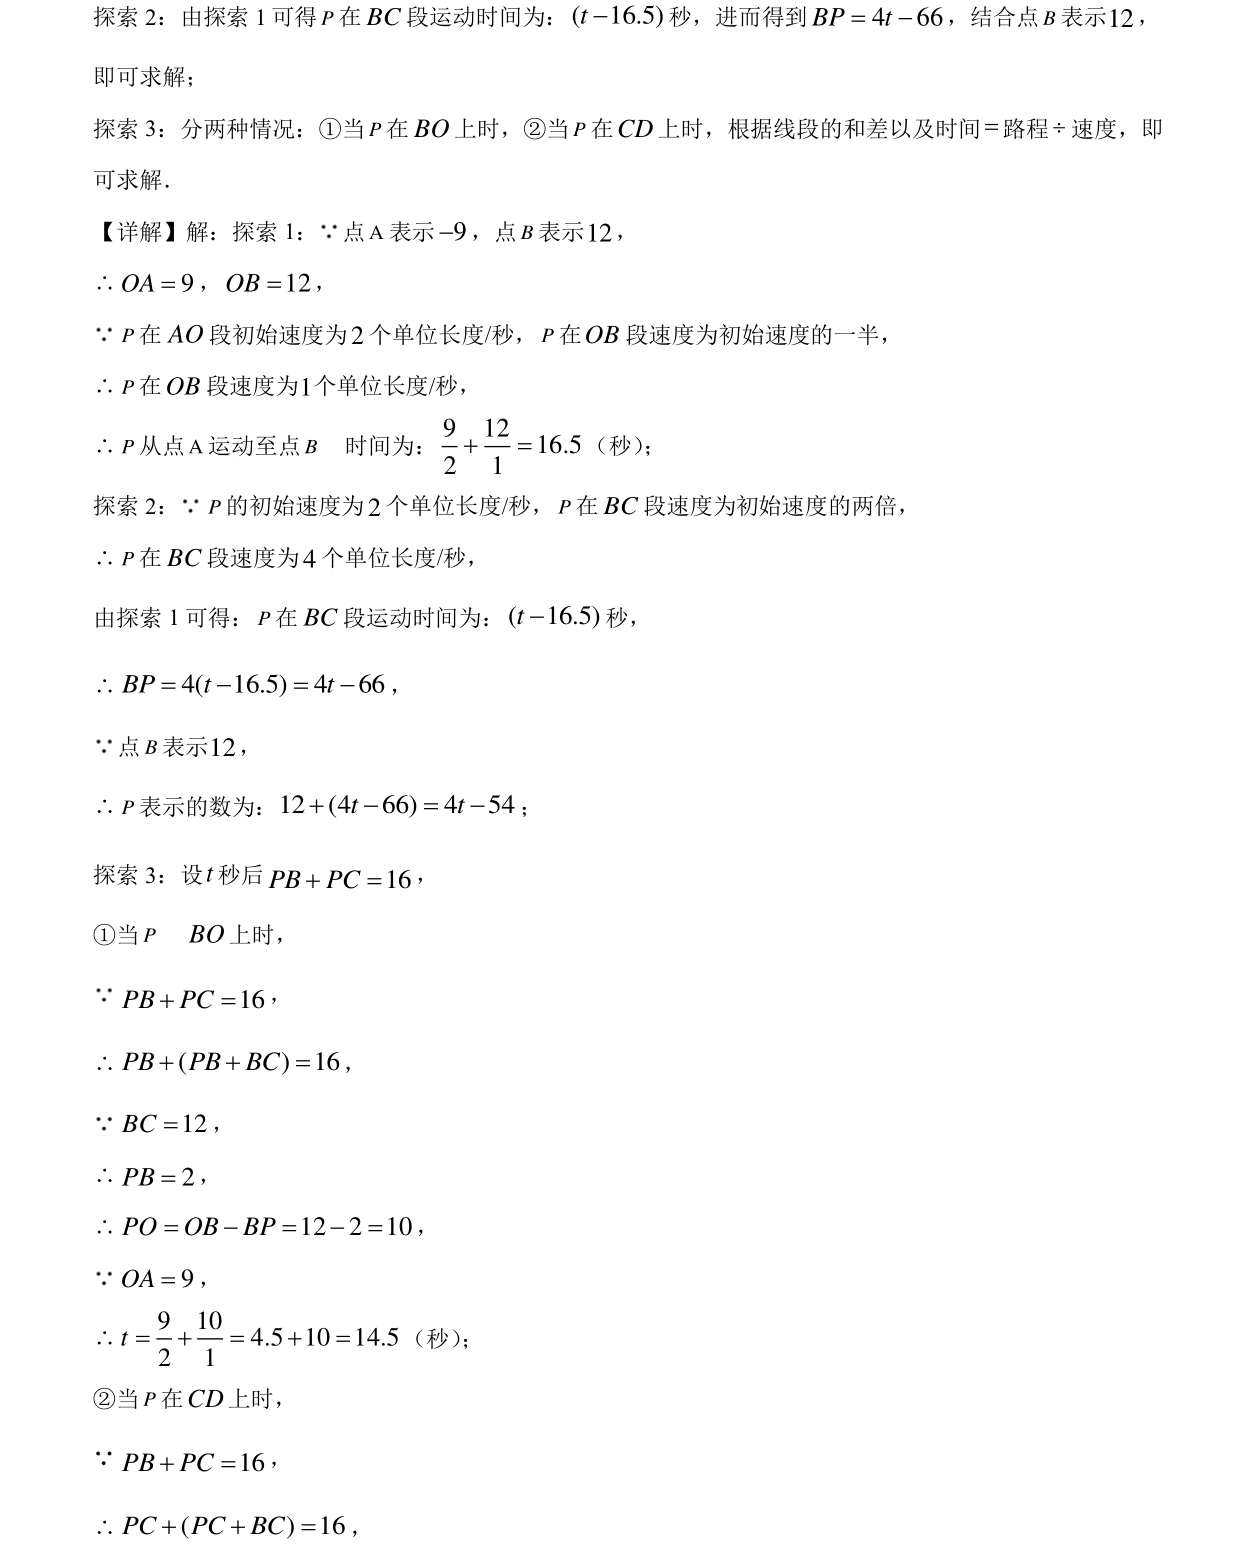 探索 2：由探索 1 可得 P 在 BC 段运动时间为：(t−16.5) 秒，进而得到 BP = 4t − 66，结合点 B 表示12，
即可求解；
探索 3：分两种情况：①当 P 在 BO 上时，②当 P 在 CD 上时，根据线段的和差以及时间＝路程÷速度，即
可求解．
【详解】解：探索 1：∵点 A 表示 −9，点 B 表示12，
∴ OA = 9，OB = 12，
∵ P 在 AO 段初始速度为 2 个单位长度/秒，P 在 OB 段速度为初始速度的一半，
∴ P 在 OB 段速度为1个单位长度/秒，
∴ P 从点 A 运动至点 B 时间为：9/2 + 12/1 = 16.5（秒）；
探索 2：∵ P 的初始速度为 2 个单位长度/秒，P 在 BC 段速度为初始速度的两倍，
∴ P 在 BC 段速度为 4 个单位长度/秒，
由探索 1 可得：P 在 BC 段运动时间为：(t−16.5) 秒，
∴ BP = 4(t−16.5) = 4t − 66，
∵点 B 表示12，
∴ P 表示的数为：12 + (4t − 66) = 4t − 54；
探索 3：设 t 秒后 PB + PC = 16，
①当 P BO 上时，
∵ PB + PC = 16，
∴ PB + (PB + BC) = 16，
∵ BC = 12，
∴ PB = 2，
∴ PO = OB − BP = 12 − 2 = 10，
∵ OA = 9，
∴ t = 9/2 + 10/1 = 4.5 + 10 = 14.5（秒）；
②当 P 在 CD 上时，
∵ PB + PC = 16，
∴ PC + (PC + BC) = 16，